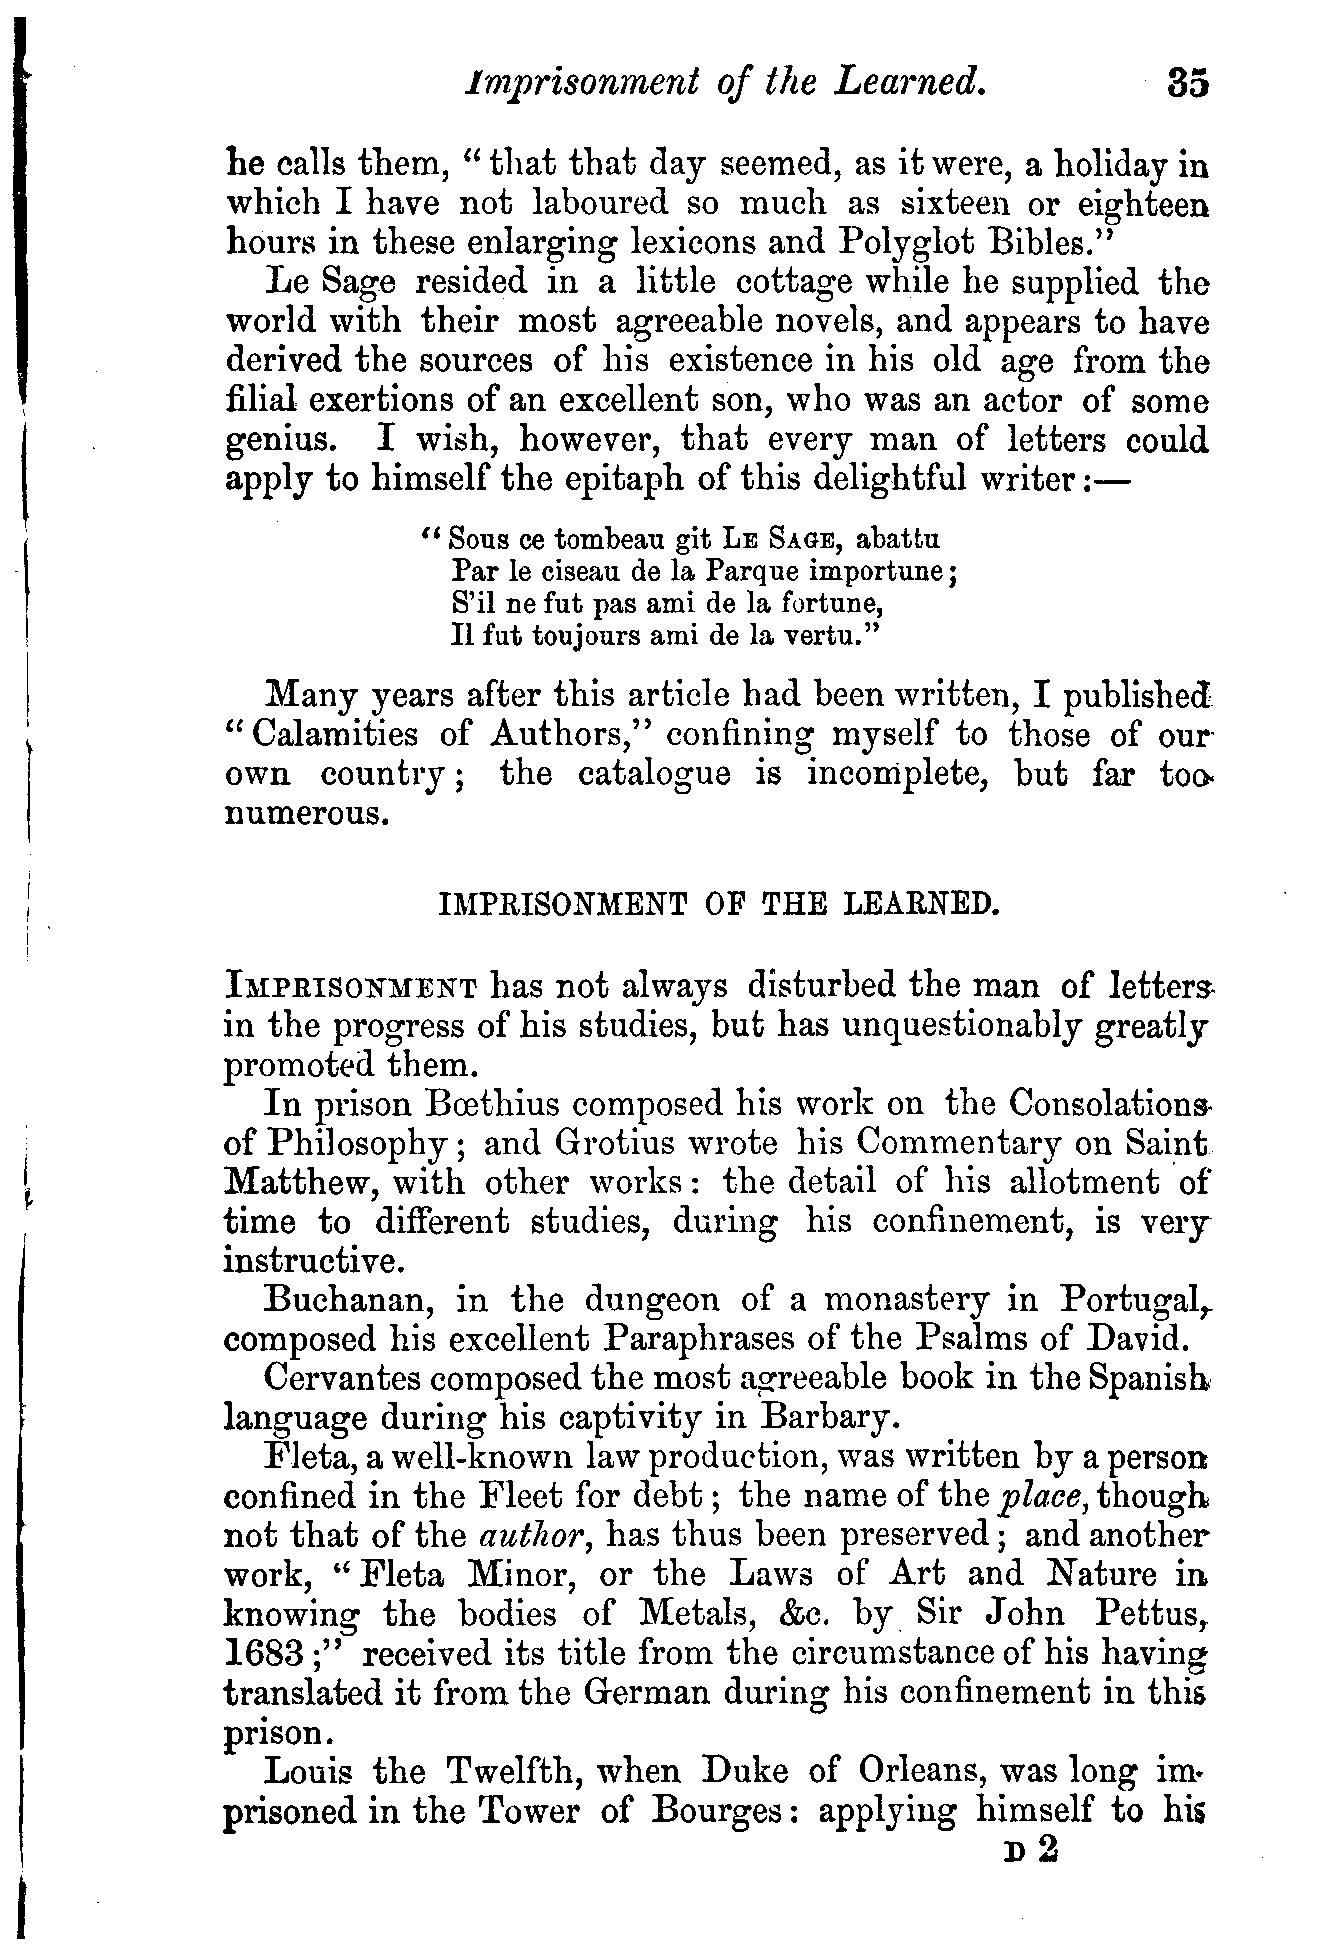 Imprisonment of the Learned. 35
he calls them, “that that day seemed, as it were, a holiday in
which I have not laboured so much as sixteen or eighteen
hours in these enlarging lexicons and Polyglot Bibles.”
Le Sage resided in a little cottage while he supplied the
world with their most agreeable novels, and appears to have
derived the sources of his existence in his old age from the
filial exertions of an excellent son, who was an actor of some
genius. I wish, however, that every man of letters could
apply to himself the epitaph of this delightful writer:—
“Sous ce tombeau git LE SAGE, abattu
Par le ciseau de la Parque importune;
S’il ne fut pas ami de la fortune,
Il fut toujours ami de la vertu.”
Many years after this article had been written, I published
“Calamities of Authors,” confining myself to those of our
own country; the catalogue is incomplete, but far too
numerous.
IMPRISONMENT OF THE LEARNED.
IMPRISONMENT has not always disturbed the man of letters
in the progress of his studies, but has unquestionably greatly
promoted them.
In prison Bœthius composed his work on the Consolations
of Philosophy; and Grotius wrote his Commentary on Saint
Matthew, with other works: the detail of his allotment of
time to different studies, during his confinement, is very
instructive.
Buchanan, in the dungeon of a monastery in Portugal,
composed his excellent Paraphrases of the Psalms of David.
Cervantes composed the most agreeable book in the Spanish
language during his captivity in Barbary.
Fleta, a well-known law production, was written by a person
confined in the Fleet for debt; the name of the place, though
not that of the author, has thus been preserved; and another
work, “Fleta Minor, or the Laws of Art and Nature in
knowing the bodies of Metals, &c. by Sir John Pettus,
1683;” received its title from the circumstance of his having
translated it from the German during his confinement in this
prison.
Louis the Twelfth, when Duke of Orleans, was long im-
prisoned in the Tower of Bourges: applying himself to his
D 2